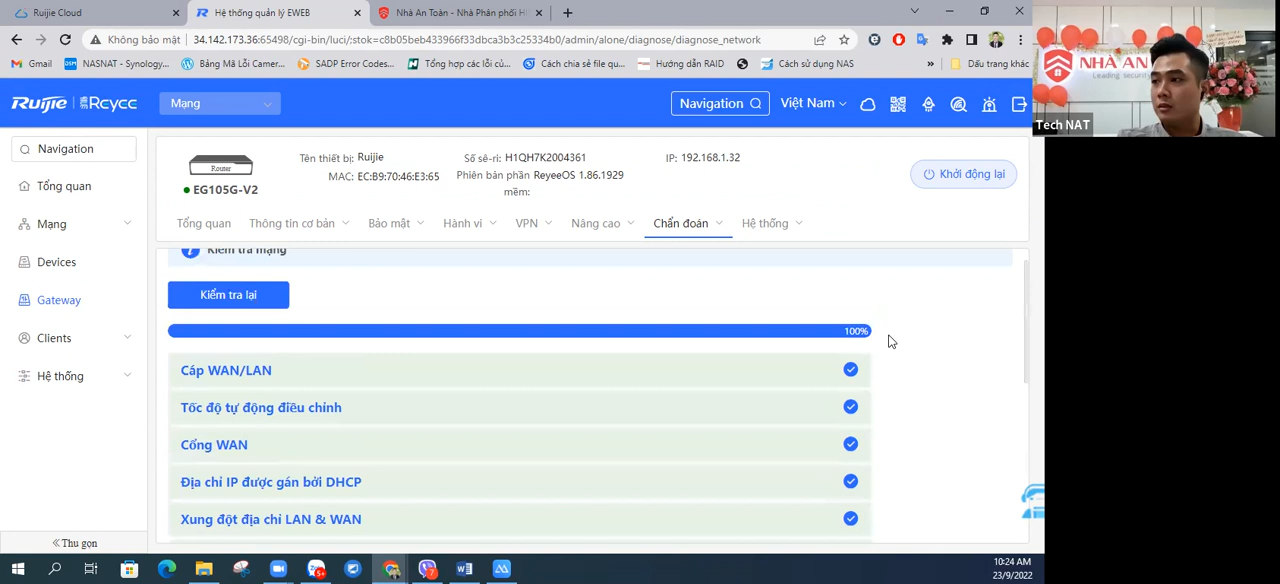 Ruijie Cloud
Hệ thống quản lý EWEB
Nhà An Toàn - Nhà Phân phối H
Không bảo mật
34.142.173.36:65498/cgi-bin/luci/;stok=c8b05beb433966f33dbca3b3c25334b0/admin/alone/diagnose/diagnose_network
Gmail
NASNAT - Synology...
Bảng Mã Lỗi Camer...
SADP Error Codes...
Tổng hợp các lỗi củ...
Cách chia sẻ file qu...
Hướng dẫn RAID
Cách sử dụng NAS
»
Dấu trang khác
NHÀ AN
Leading security
Tech NAT
Ruijie | Rcycc
Mạng
Navigation
Việt Nam
Navigation
Tổng quan
Mạng
Devices
Gateway
Clients
Hệ thống
«Thu gọn
Router
EG105G-V2
Tên thiết bị: Ruijie
MAC: EC:B9:70:46:E3:65
Số sê-ri: H1QH7K2004361
Phiên bản phần mềm: ReyeeOS 1.86.1929
IP: 192.168.1.32
Khởi động lại
Tổng quan
Thông tin cơ bản
Bảo mật
Hành vi
VPN
Nâng cao
Chẩn đoán
Hệ thống
Kiểm tra mạng
Kiểm tra lại
100%
Cáp WAN/LAN
Tốc độ tự động điều chỉnh
Cổng WAN
Địa chỉ IP được gán bởi DHCP
Xung đột địa chỉ LAN & WAN
10:24 AM
23/9/2022